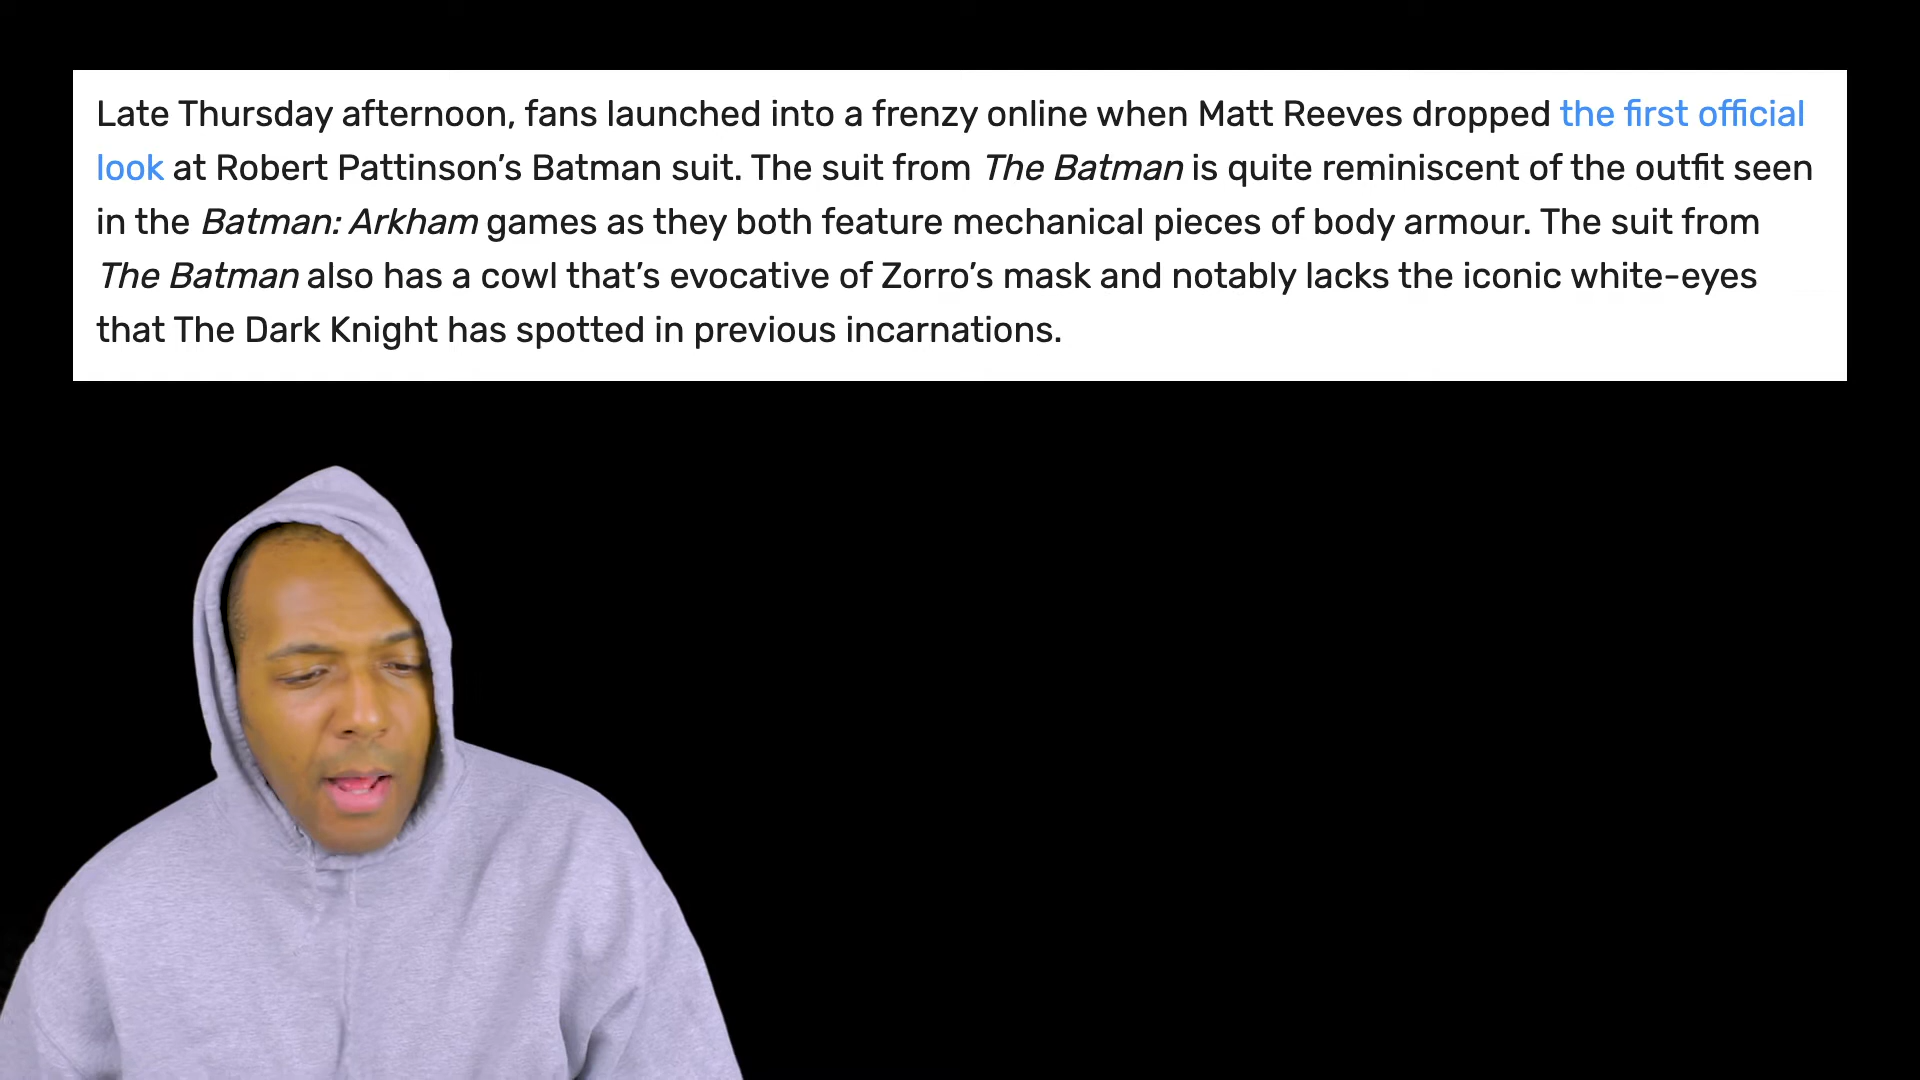 Late Thursday afternoon, fans launched into a frenzy online when Matt Reeves dropped the first official
look at Robert Pattinson’s Batman suit. The suit from The Batman is quite reminiscent of the outfit seen
in the Batman: Arkham games as they both feature mechanical pieces of body armour. The suit from
The Batman also has a cowl that’s evocative of Zorro’s mask and notably lacks the iconic white-eyes
that The Dark Knight has spotted in previous incarnations.